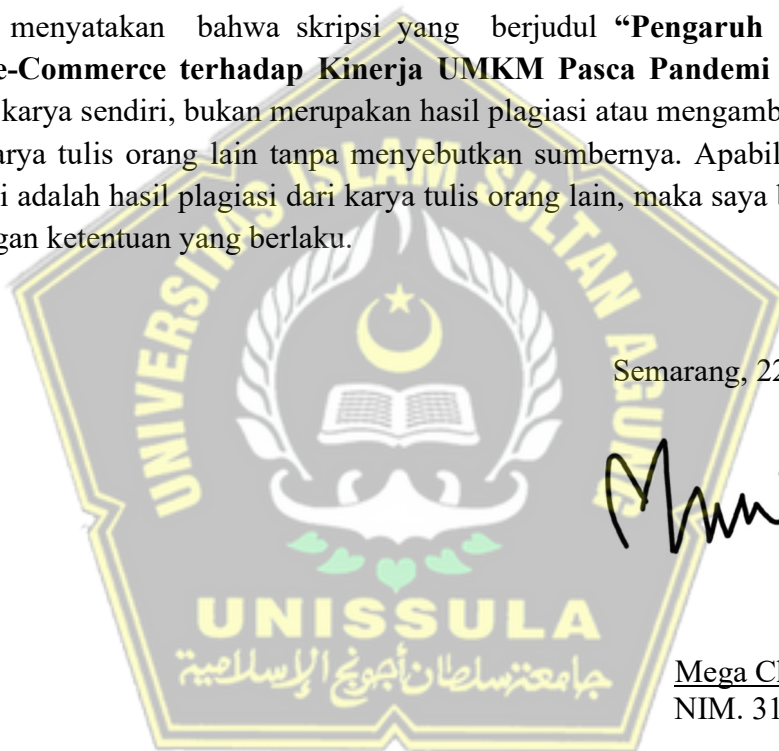 menyatakan bahwa skripsi yang berjudul “Pengaruh
e-Commerce terhadap Kinerja UMKM Pasca Pandemi
karya sendiri, bukan merupakan hasil plagiasi atau mengamb
arya tulis orang lain tanpa menyebutkan sumbernya. Apabil
i adalah hasil plagiasi dari karya tulis orang lain, maka saya b
gan ketentuan yang berlaku.
UNIVERSITAS ISLAM SULTAN AGUNG
Semarang, 22
UNISSULA
جامعة سلطان أجونج الإسلامية
Mega Cl
NIM. 31